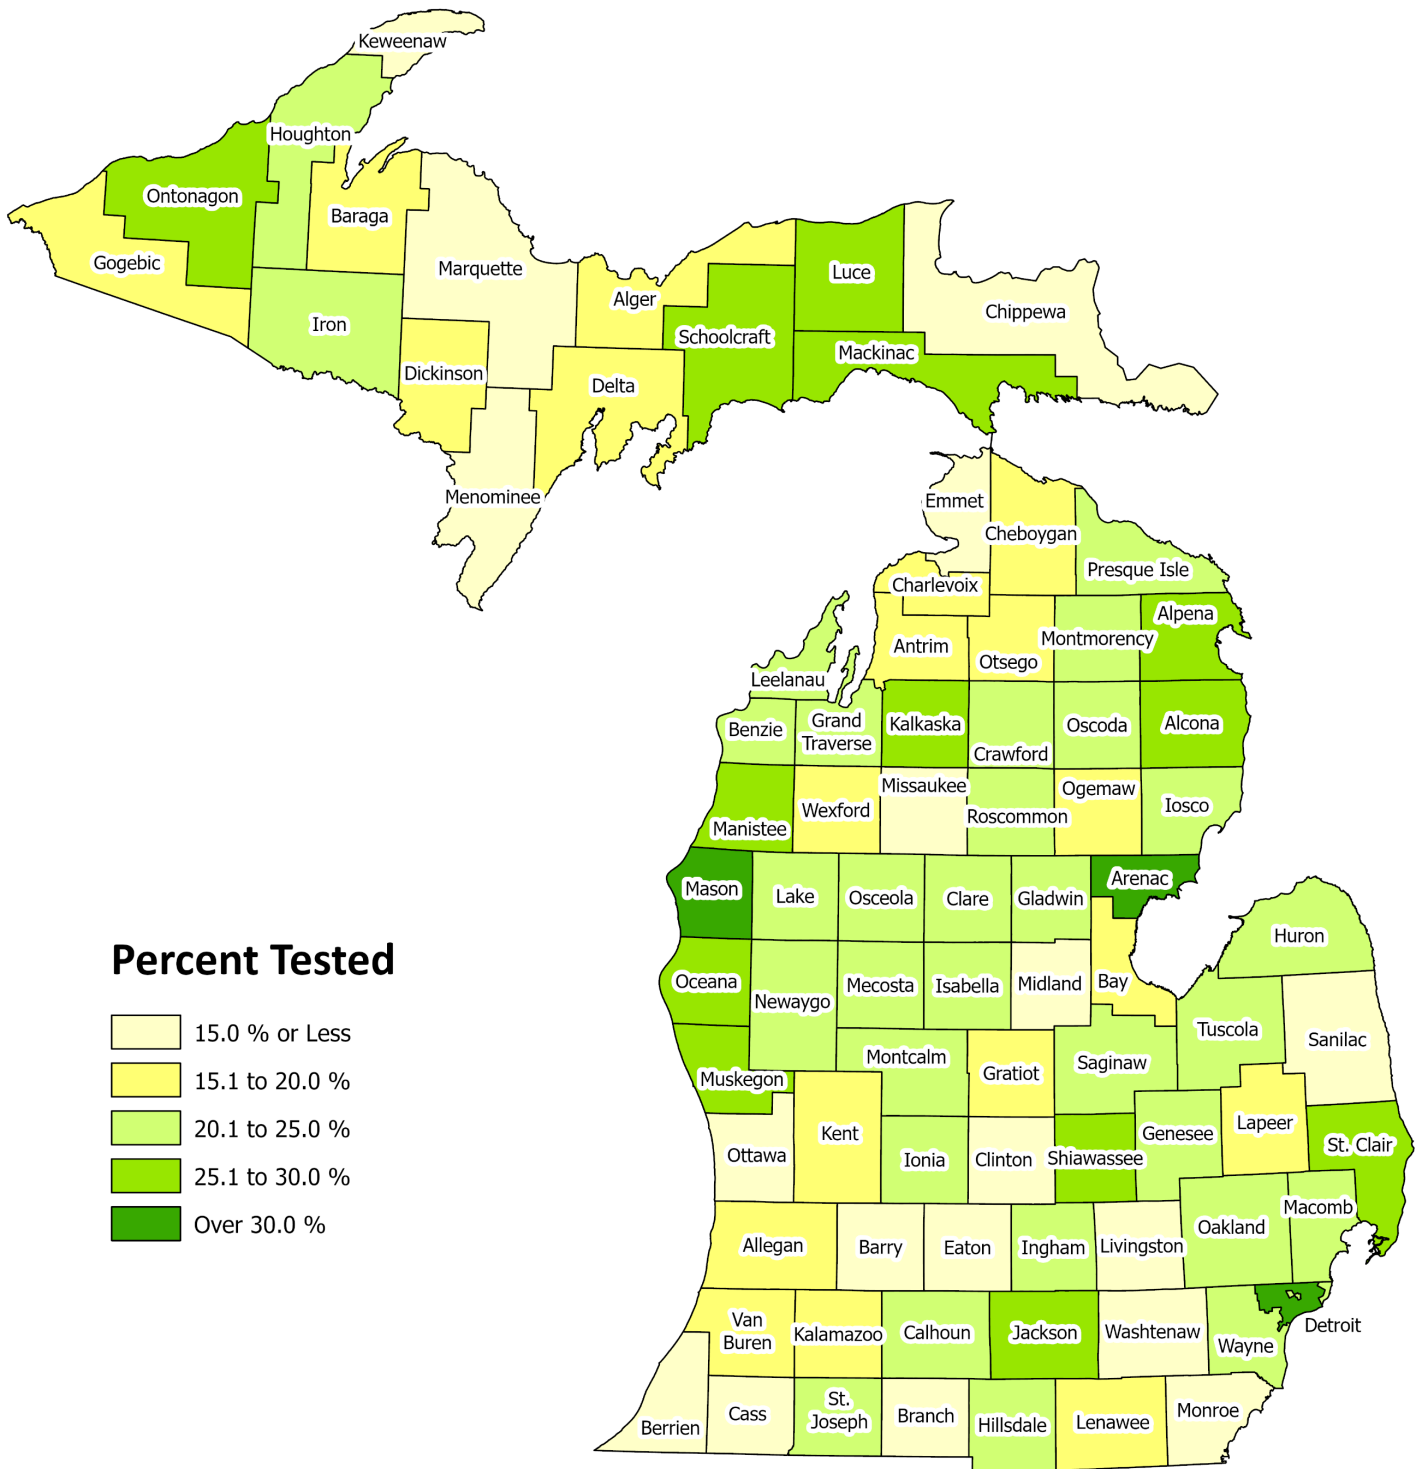 Keweenaw
Houghton
Ontonagon
Baraga
Gogebic
Marquette
Luce
Alger
Chippewa
Iron
Schoolcraft
Mackinac
Dickinson
Delta
Menominee
Emmet
Cheboygan
Presque Isle
Charlevoix
Alpena
Antrim
Otsego
Montmorency
Leelanau
Benzie
Grand
Traverse
Kalkaska
Crawford
Oscoda
Alcona
Manistee
Wexford
Missaukee
Roscommon
Ogemaw
Iosco
Mason
Lake
Osceola
Clare
Gladwin
Arenac
Huron
Oceana
Newaygo
Mecosta
Isabella
Midland
Bay
Tuscola
Sanilac
Muskegon
Montcalm
Gratiot
Saginaw
Ottawa
Kent
Ionia
Clinton
Shiawassee
Genesee
Lapeer
St. Clair
Allegan
Barry
Eaton
Ingham
Livingston
Oakland
Macomb
Van
Buren
Kalamazoo
Calhoun
Jackson
Washtenaw
Wayne
Detroit
Berrien
Cass
St.
Joseph
Branch
Hillsdale
Lenawee
Monroe
Percent Tested
15.0 % or Less
15.1 to 20.0 %
20.1 to 25.0 %
25.1 to 30.0 %
Over 30.0 %